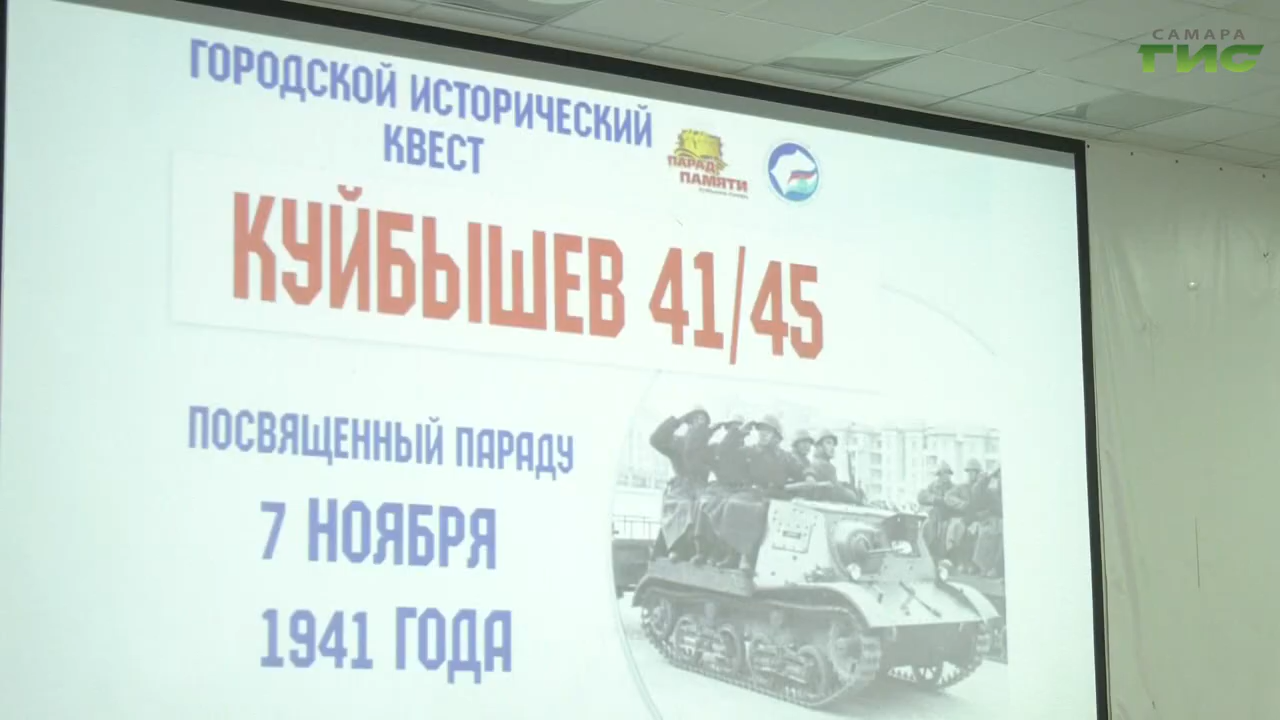 САМАРА
ГИС
ГОРОДСКОЙ ИСТОРИЧЕСКИЙ
КВЕСТ
ПАРАД
ПАМЯТИ
КУЙБЫШЕВ 41/45
ПОСВЯЩЕННЫЙ ПАРАДУ
7 НОЯБРЯ
1941 ГОДА